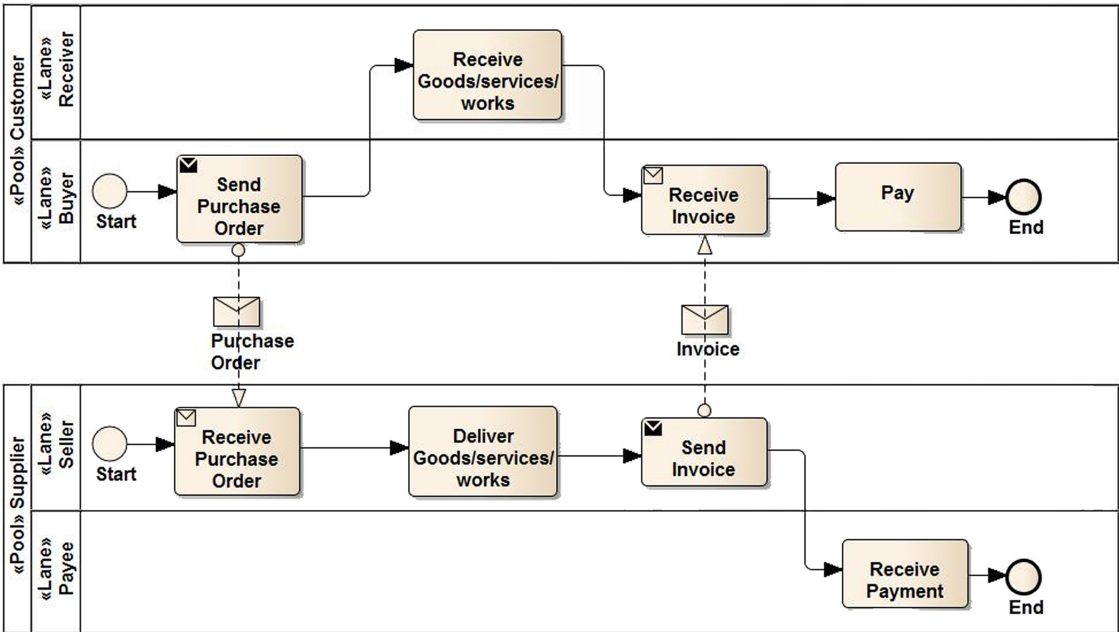 «Pool» Customer
«Lane»
Receiver
Receive
Goods/services/
works
«Lane»
Buyer
Start
Send
Purchase
Order
Receive
Invoice
Pay
End
Purchase
Order
Invoice
«Pool» Supplier
«Lane»
Seller
Start
Receive
Purchase
Order
Deliver
Goods/services/
works
Send
Invoice
«Lane»
Payee
Receive
Payment
End